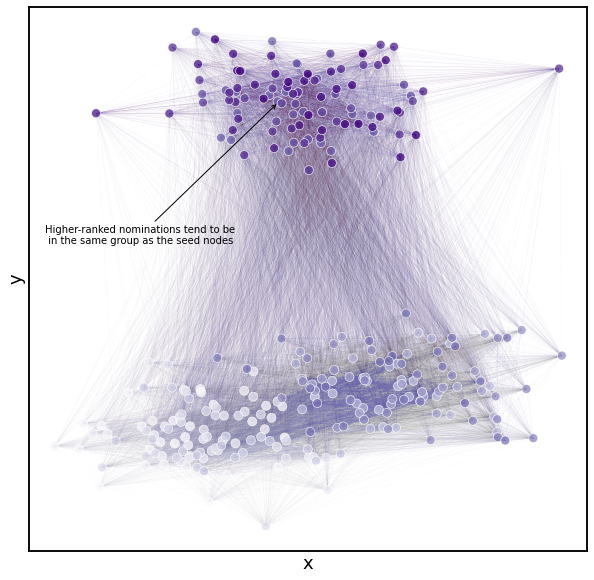 Higher-ranked nominations tend to be
in the same group as the seed nodes
y
x